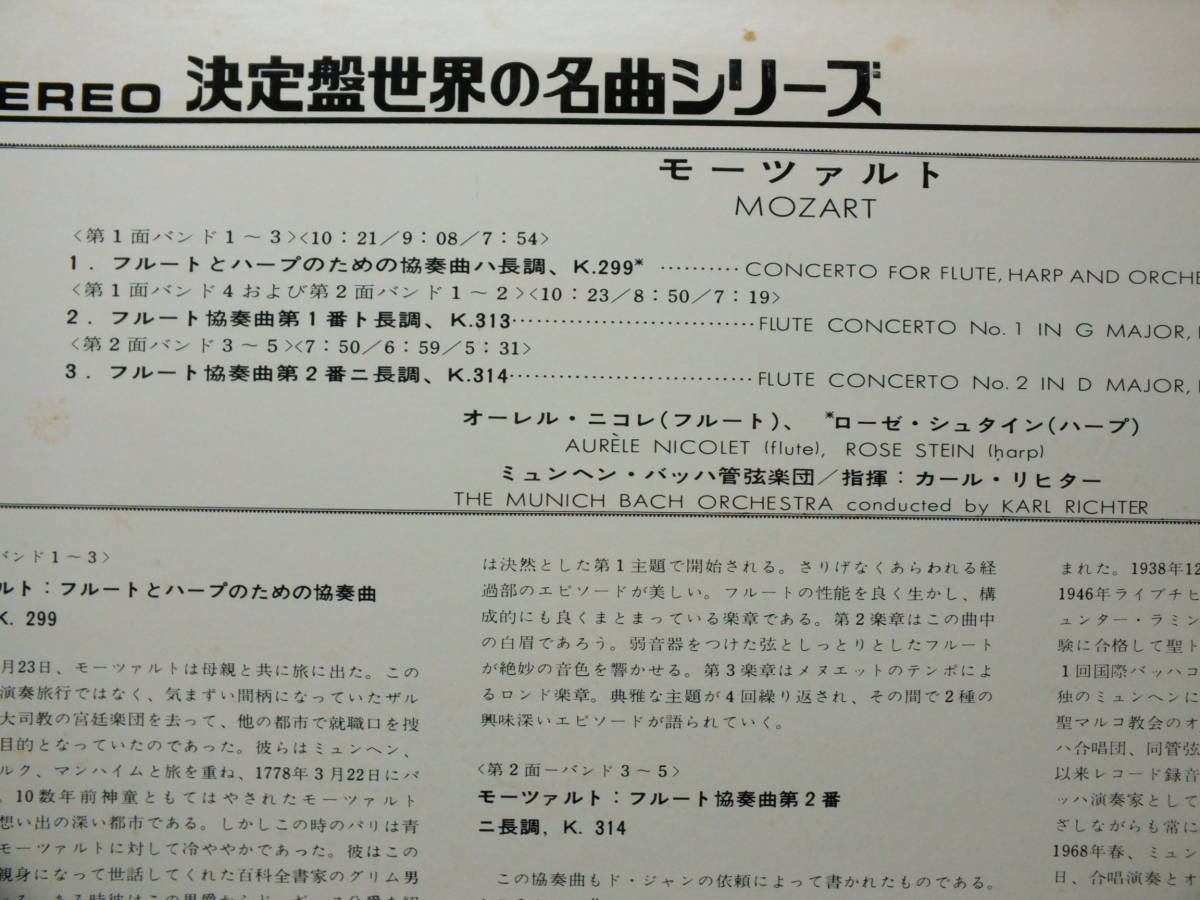 EREO 決定盤世界の名曲シリーズ
モーツァルト
MOZART
〈第1面バンド1～3〉〈10：21／9：08／7：54〉
1．フルートとハープのための協奏曲ハ長調、K.299* ‥‥‥‥‥ CONCERTO FOR FLUTE, HARP AND ORCHE
〈第1面バンド4および第2面バンド1～2〉〈10：23／8：50／7：19〉
2．フルート協奏曲第1番ト長調、K.313‥‥‥‥‥‥‥‥‥‥‥‥‥‥‥FLUTE CONCERTO No. 1 IN G MAJOR,
〈第2面バンド3～5〉〈7：50／6：59／5：31〉
3．フルート協奏曲第2番ニ長調、K.314‥‥‥‥‥‥‥‥‥‥‥‥‥‥‥FLUTE CONCERTO No. 2 IN D MAJOR,
オーレル・ニコレ（フルート）、 *ローゼ・シュタイン（ハープ）
AURÈLE NICOLET (flute), ROSE STEIN (harp)
ミュンヘン・バッハ管弦楽団／指揮：カール・リヒター
THE MUNICH BACH ORCHESTRA conducted by KARL RICHTER
バンド1～3〉
ルト：フルートとハープのための協奏曲
K. 299
月23日、モーツァルトは母親と共に旅に出た。この
演奏旅行ではなく、気まずい間柄になっていたザル
大司教の宮廷楽団を去って、他の都市で就職口を捜
目的となっていたのであった。彼らはミュンヘン、
ルク、マンハイムと旅を重ね、1778年3月22日にパ
。10数年前神童ともてはやされたモーツァルト
想い出の深い都市である。しかしこの時のパリは青
モーツァルトに対して冷ややかであった。彼はこの
親身になって世話してくれた百科全書家のグリム男
は決然とした第1主題で開始される。さりげなくあらわれる経
過部のエピソードが美しい。フルートの性能を良く生かし、構
成的にも良くまとまっている楽章である。第2楽章はこの曲中
の白眉であろう。弱音器をつけた弦としっとりとしたフルート
が絶妙の音色を響かせる。第3楽章はメヌエットのテンポによ
るロンド楽章。典雅な主題が4回繰り返され、その間で2種の
興味深いエピソードが語られていく。
〈第2面－バンド3～5〉
モーツァルト：フルート協奏曲第2番
ニ長調, K. 314
この協奏曲もド・ジャンの依頼によって書かれたものである。
まれた。1938年12
1946年ライプチヒ
ュンター・ラミン
験に合格して聖ト
1回国際バッハコ
独のミュンヘンに
聖マルコ教会のオ
ハ合唱団、同管弦
以来レコード録音
ッハ演奏家として
ざしながらも常に
1968年春、ミュン
日、合唱演奏とオ